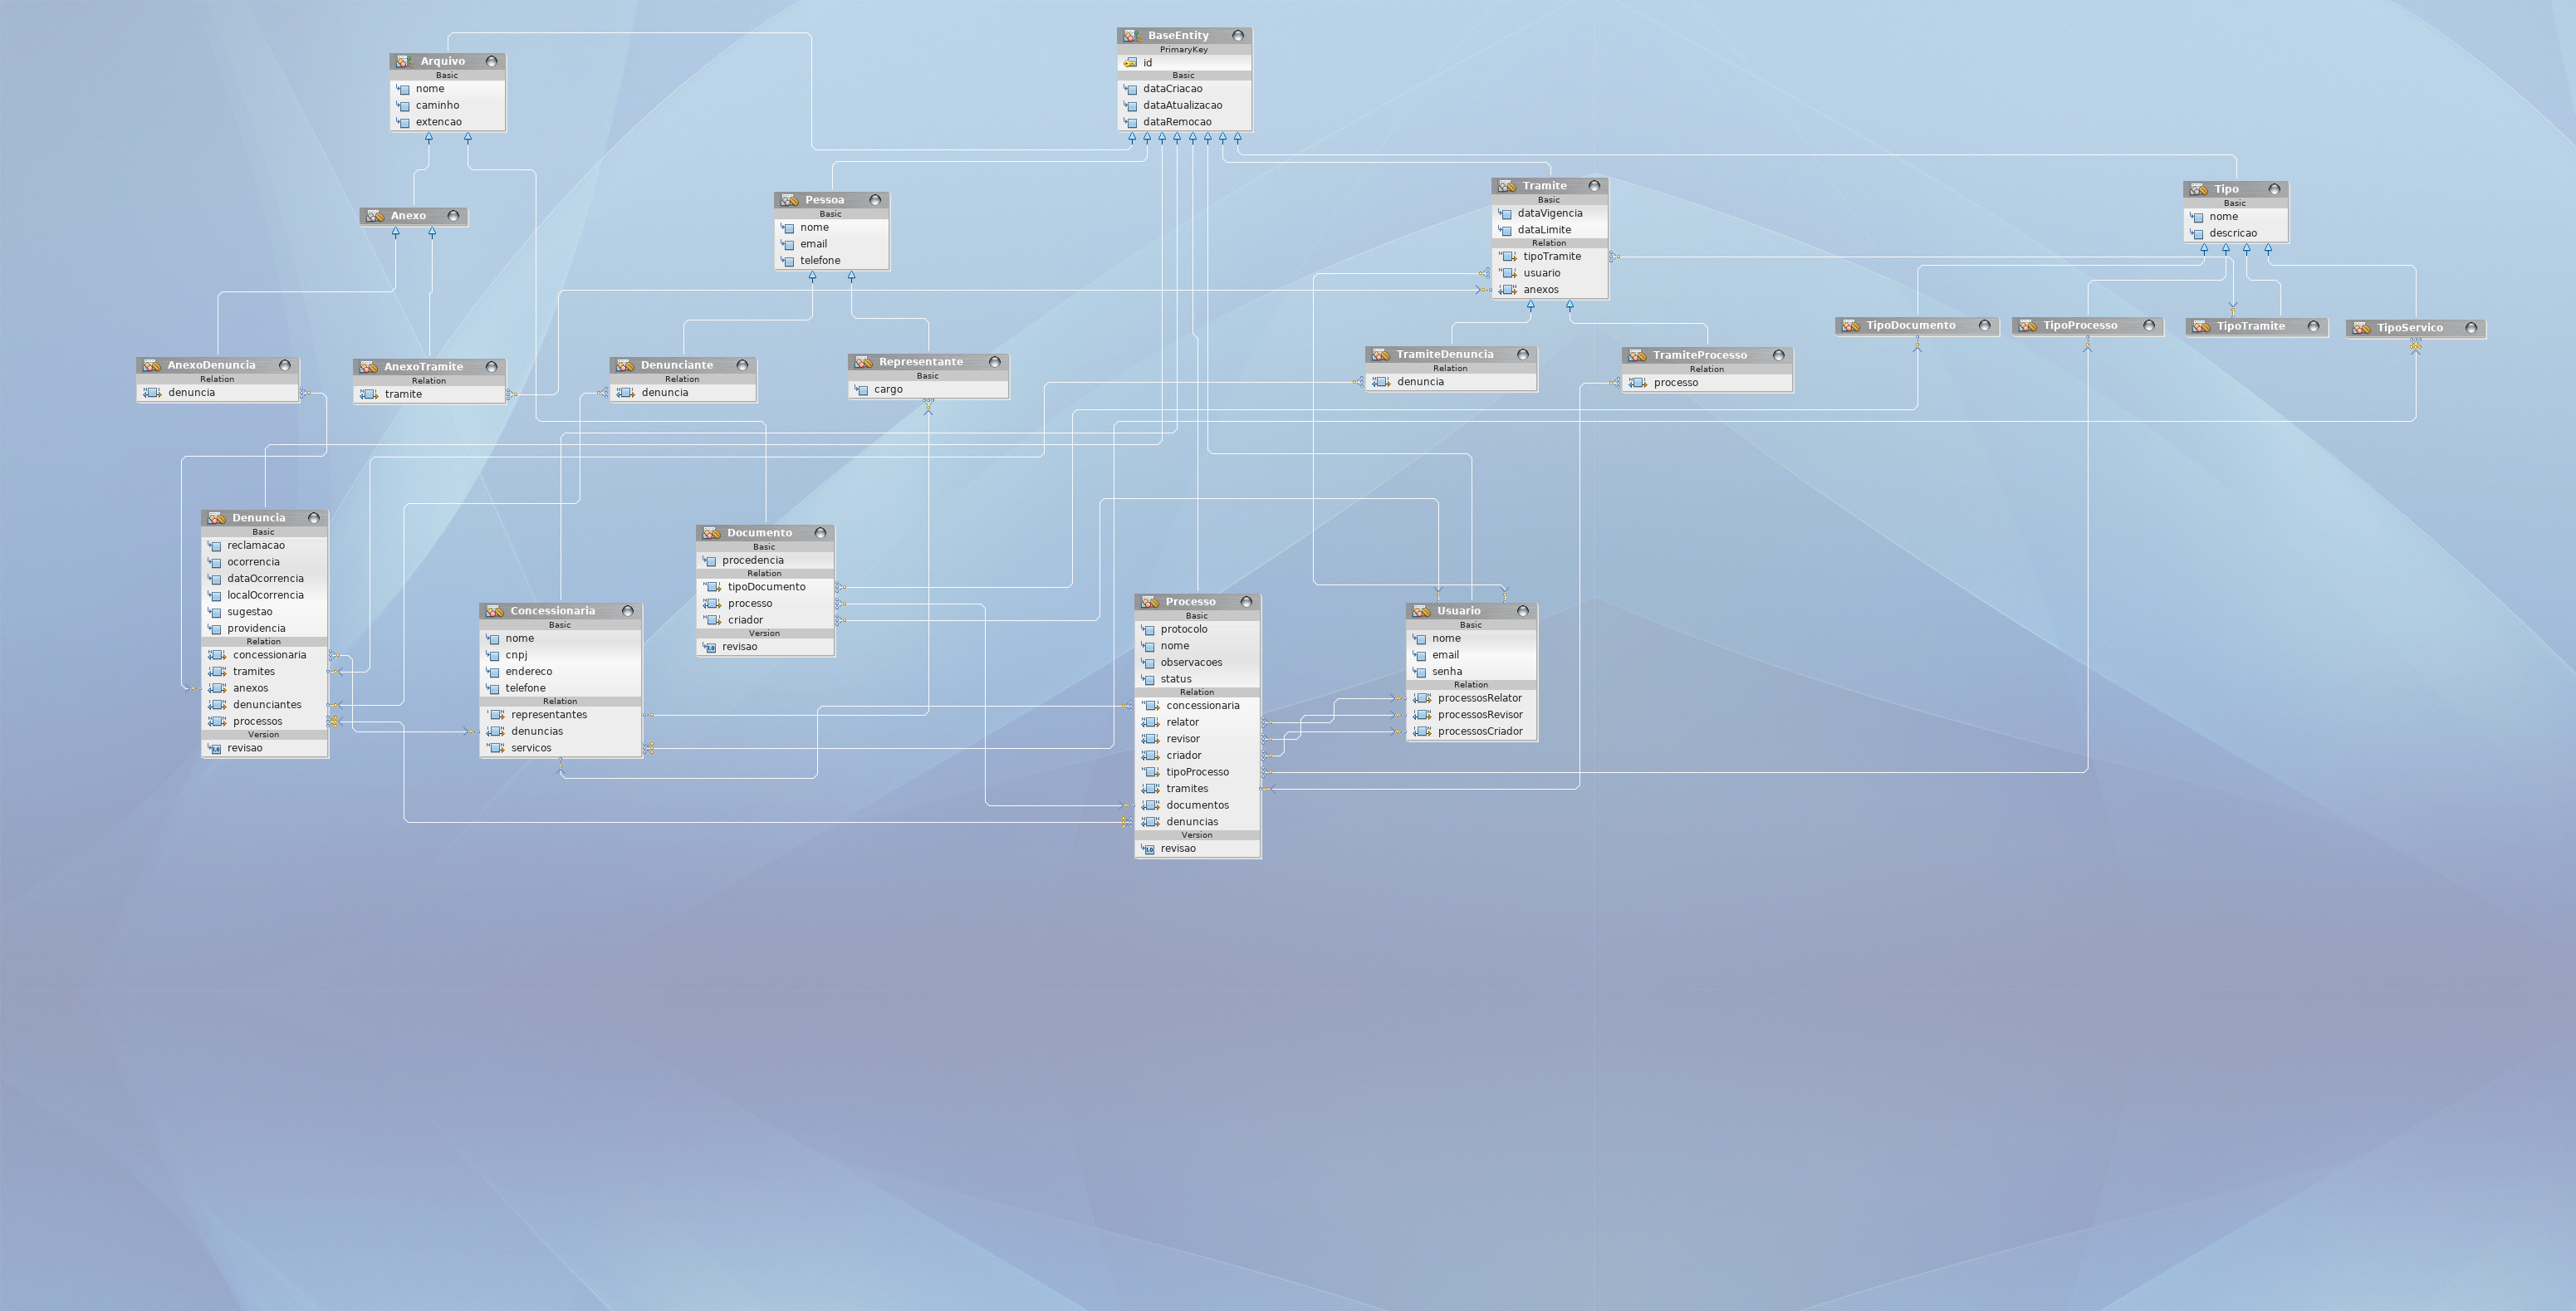 BaseEntity
PrimaryKey
id
Basic
dataCriacao
dataAtualizacao
dataRemocao
Arquivo
Basic
nome
caminho
extencao
Anexo
Pessoa
Basic
nome
email
telefone
Tramite
Basic
dataVigencia
dataLimite
Relation
tipoTramite
usuario
anexos
Tipo
Basic
nome
descricao
TipoDocumento
TipoProcesso
TipoTramite
TipoServico
AnexoDenuncia
Relation
denuncia
AnexoTramite
Relation
tramite
Denunciante
Relation
denuncia
Representante
Basic
cargo
TramiteDenuncia
Relation
denuncia
TramiteProcesso
Relation
processo
Denuncia
Basic
reclamacao
ocorrencia
dataOcorrencia
localOcorrencia
sugestao
providencia
Relation
concessionaria
tramites
anexos
denunciantes
processos
Version
revisao
Concessionaria
Basic
nome
cnpj
endereco
telefone
Relation
representantes
denuncias
servicos
Documento
Basic
procedencia
Relation
tipoDocumento
processo
criador
Version
revisao
Processo
Basic
protocolo
nome
observacoes
status
Relation
concessionaria
relator
revisor
criador
tipoProcesso
tramites
documentos
denuncias
Version
revisao
Usuario
Basic
nome
email
senha
Relation
processosRelator
processosRevisor
processosCriador